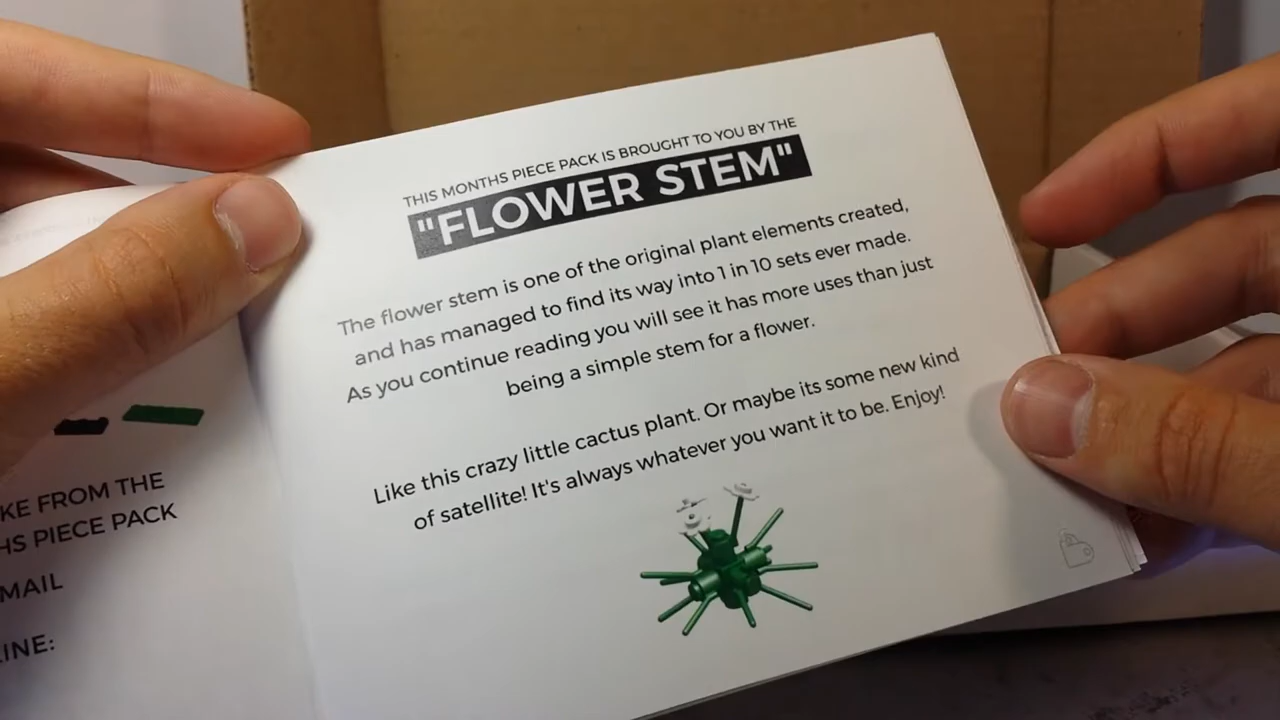 THIS MONTHS PIECE PACK IS BROUGHT TO YOU BY THE
"FLOWER STEM"
The flower stem is one of the original plant elements created,
and has managed to find its way into 1 in 10 sets ever made.
As you continue reading you will see it has more uses than just
being a simple stem for a flower.
Like this crazy little cactus plant. Or maybe its some new kind
of satellite! It's always whatever you want it to be. Enjoy!
KE FROM THE
HS PIECE PACK
MAIL
INE: